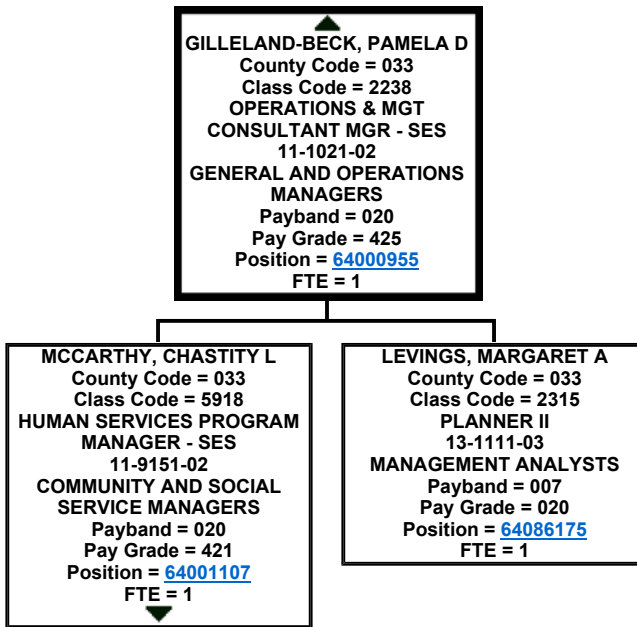 GILLELAND-BECK, PAMELA D
County Code = 033
Class Code = 2238
OPERATIONS & MGT
CONSULTANT MGR - SES
11-1021-02
GENERAL AND OPERATIONS
MANAGERS
Payband = 020
Pay Grade = 425
Position = 64000955
FTE = 1
MCCARTHY, CHASTITY L
County Code = 033
Class Code = 5918
HUMAN SERVICES PROGRAM
MANAGER - SES
11-9151-02
COMMUNITY AND SOCIAL
SERVICE MANAGERS
Payband = 020
Pay Grade = 421
Position = 64001107
FTE = 1
LEVINGS, MARGARET A
County Code = 033
Class Code = 2315
PLANNER II
13-1111-03
MANAGEMENT ANALYSTS
Payband = 007
Pay Grade = 020
Position = 64086175
FTE = 1